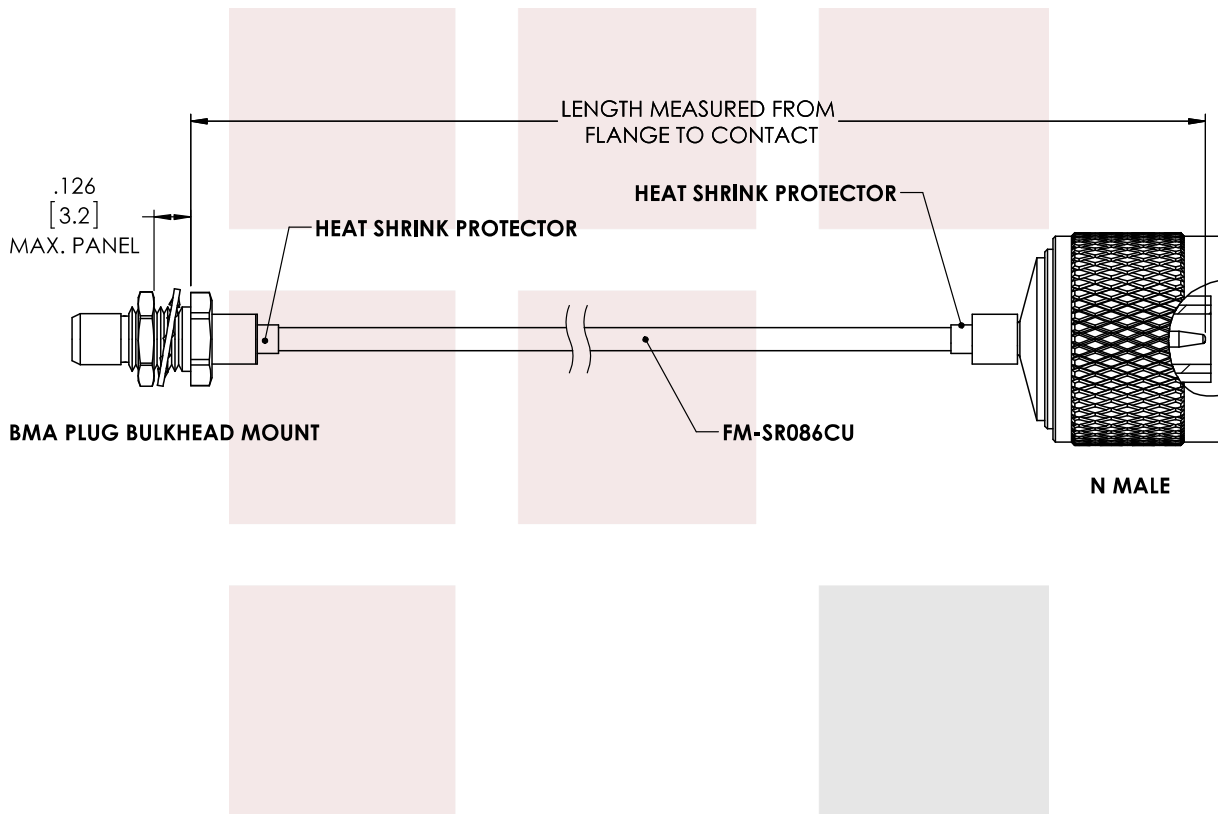 LENGTH MEASURED FROM
FLANGE TO CONTACT
.126
[3.2]
MAX. PANEL
HEAT SHRINK PROTECTOR
HEAT SHRINK PROTECTOR
BMA PLUG BULKHEAD MOUNT
FM-SR086CU
N MALE